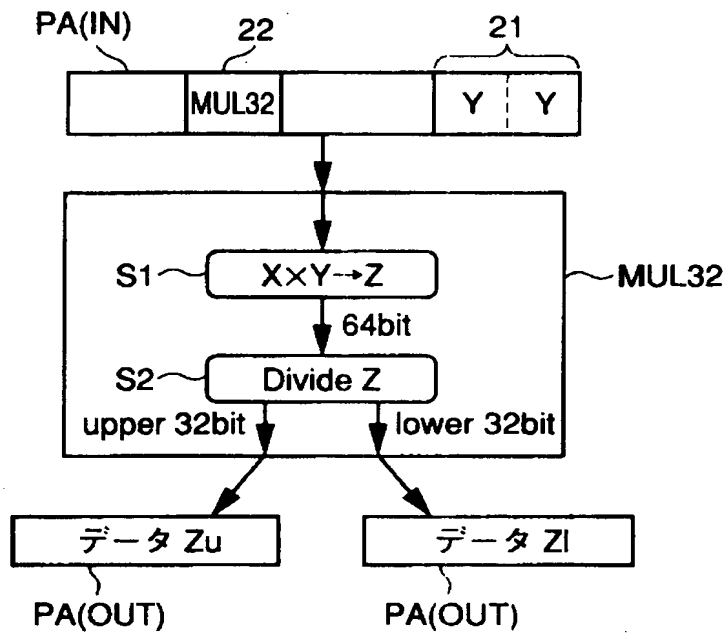 PA(IN)
22
21
MUL32
Y
Y
S1
X×Y→Z
MUL32
64bit
S2
Divide Z
upper 32bit
lower 32bit
データ Zu
データ Zl
PA(OUT)
PA(OUT)